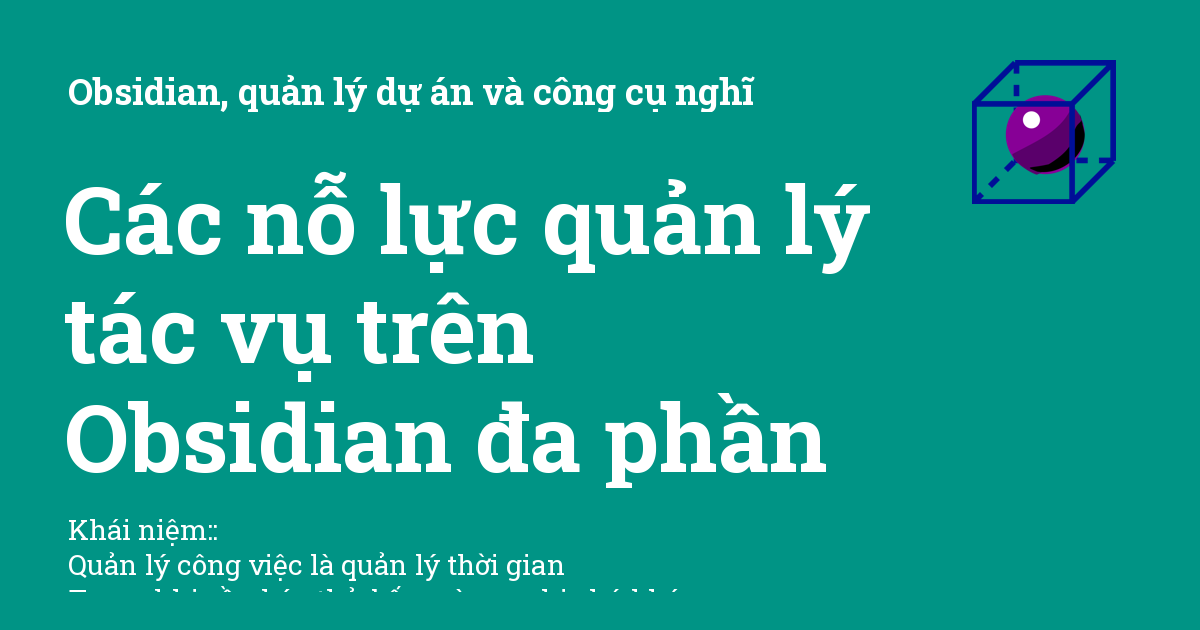 Obsidian, quản lý dự án và công cụ nghĩ
Các nỗ lực quản lý
tác vụ trên
Obsidian đa phần
Khái niệm::
Quản lý công việc là quản lý thời gian